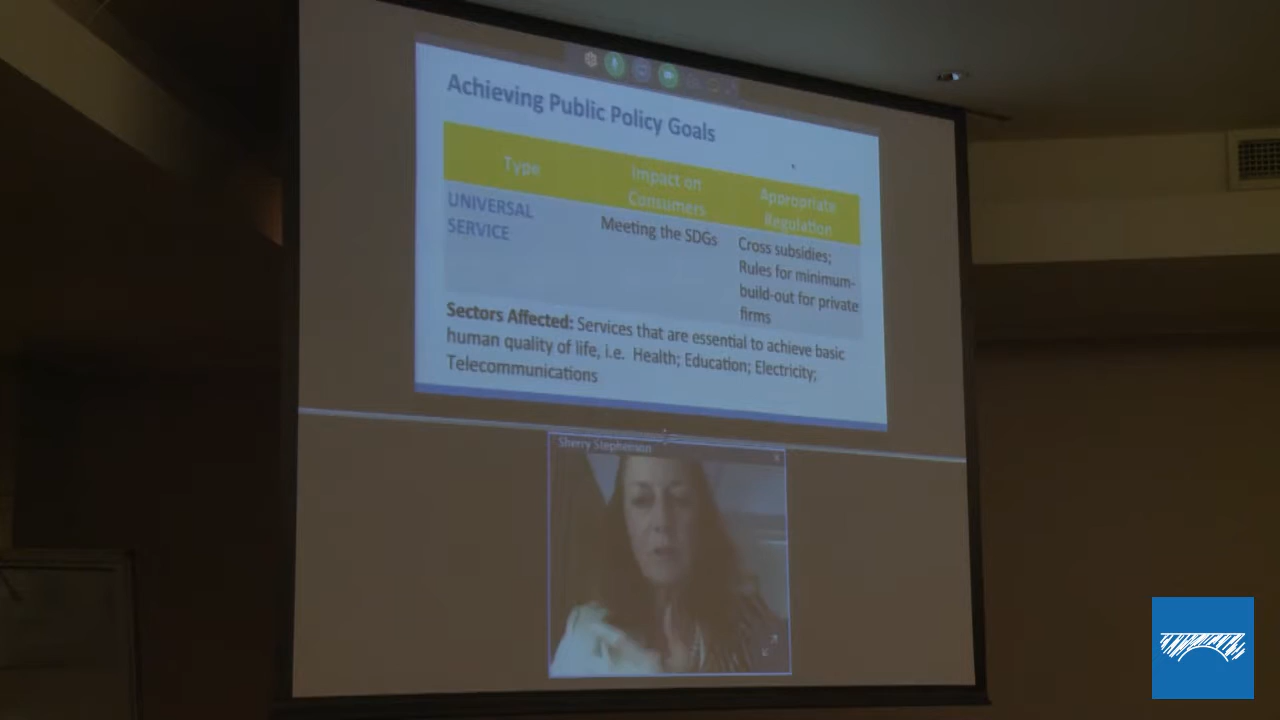 Achieving Public Policy Goals
Type
Impact on
Consumers
Appropriate
Regulation
UNIVERSAL
SERVICE
Meeting the SDGs
Cross subsidies;
Rules for minimum-
build-out for private
firms
Sectors Affected: Services that are essential to achieve basic
human quality of life, i.e. Health; Education; Electricity;
Telecommunications
Sherry Stephenson